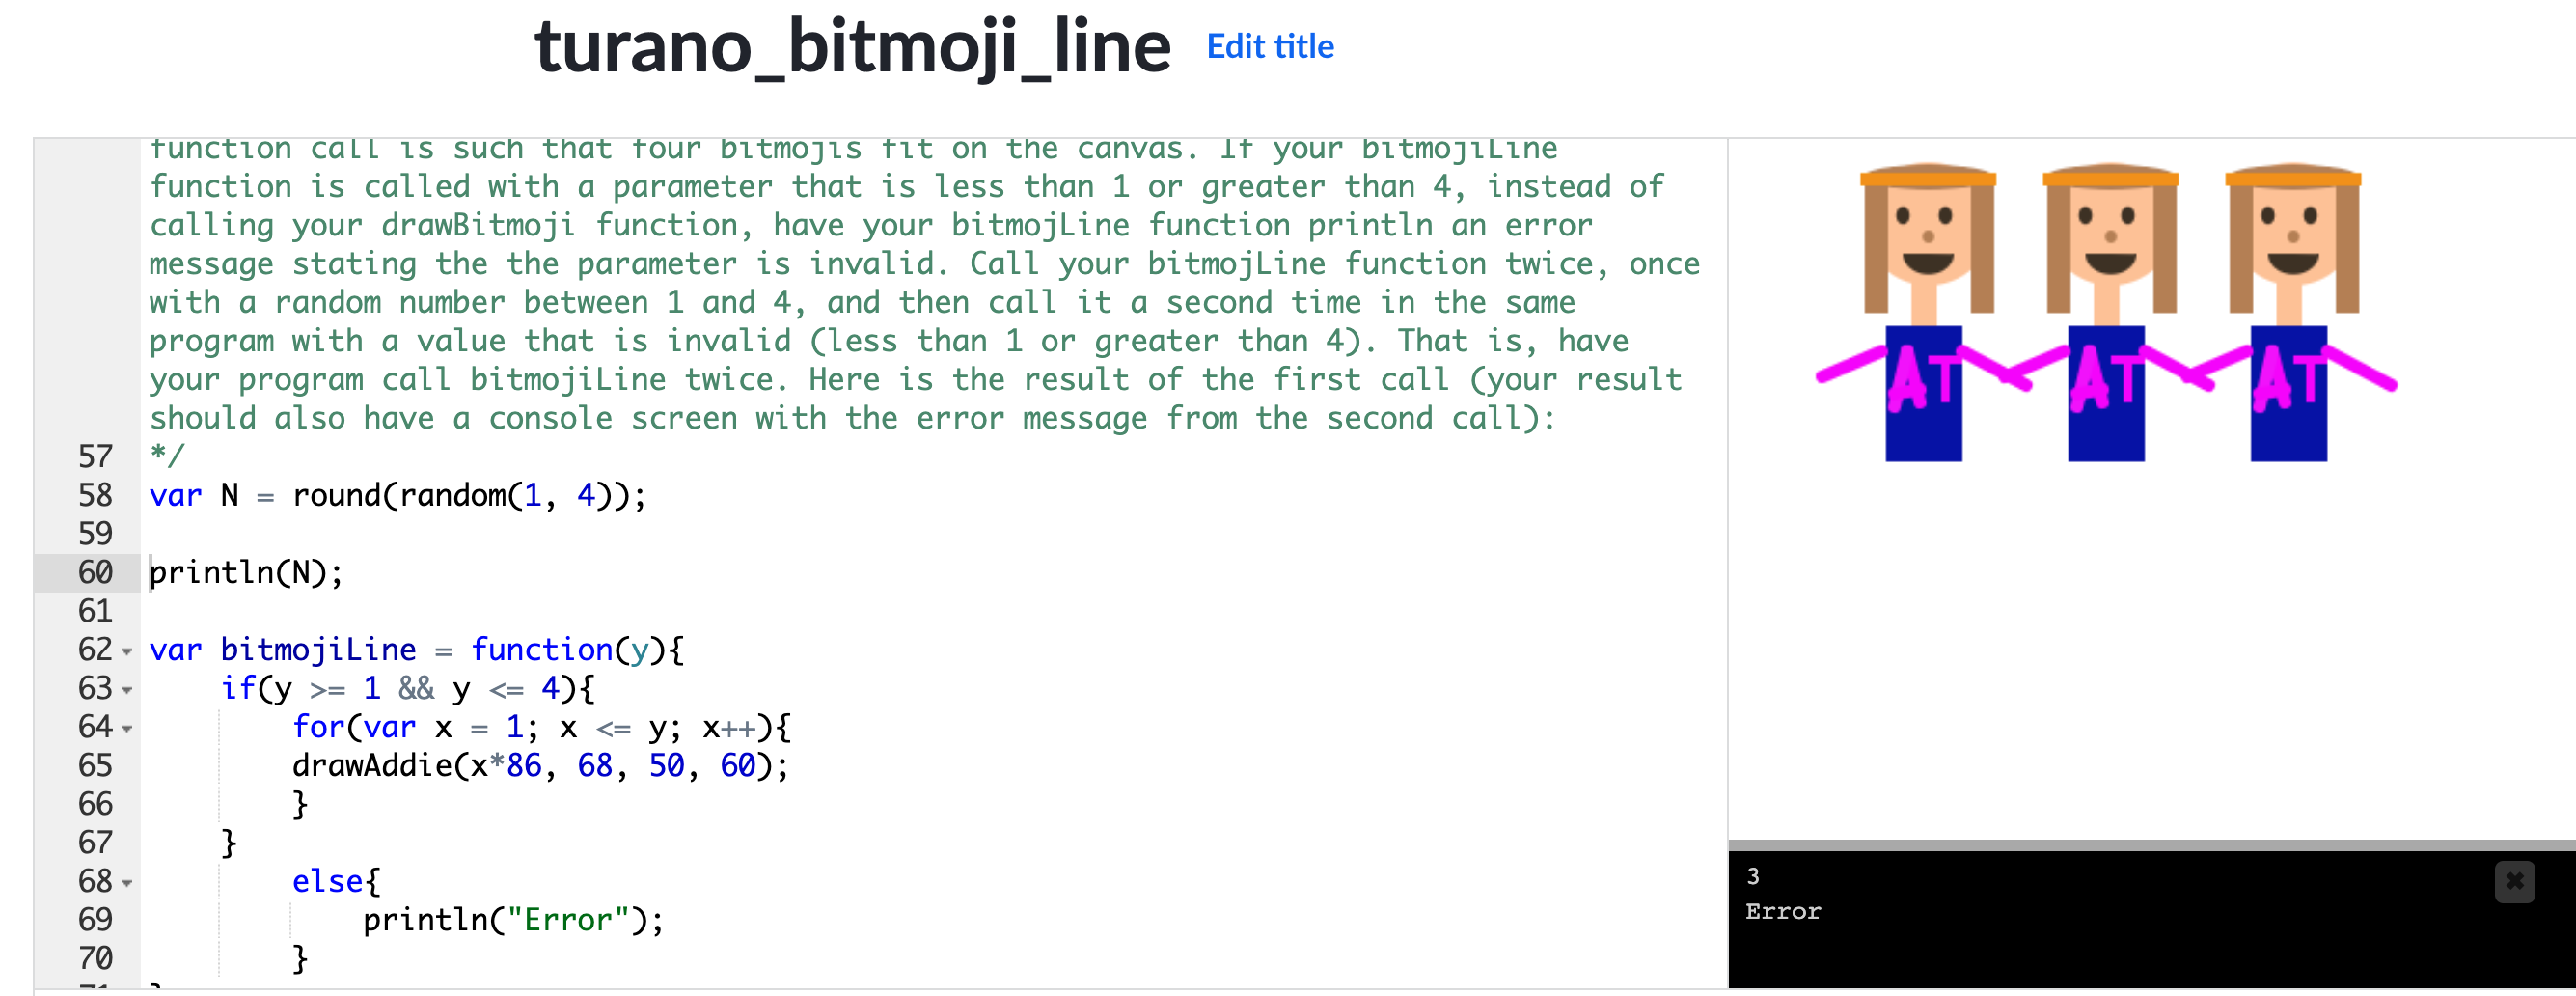 turano_bitmoji_line Edit title
function call is such that four bitmojis fit on the canvas. If your bitmojiLine
function is called with a parameter that is less than 1 or greater than 4, instead of
calling your drawBitmoji function, have your bitmojLine function println an error
message stating the the parameter is invalid. Call your bitmojLine function twice, once
with a random number between 1 and 4, and then call it a second time in the same
program with a value that is invalid (less than 1 or greater than 4). That is, have
your program call bitmojiLine twice. Here is the result of the first call (your result
should also have a console screen with the error message from the second call):
57 */
58 var N = round(random(1, 4));
59
60 println(N);
61
62 var bitmojiLine = function(y){
63     if(y >= 1 && y <= 4){
64         for(var x = 1; x <= y; x++){
65         drawAddie(x*86, 68, 50, 60);
66         }
67     }
68         else{
69             println("Error");
70         }
71 }
AT AT AT
3
Error